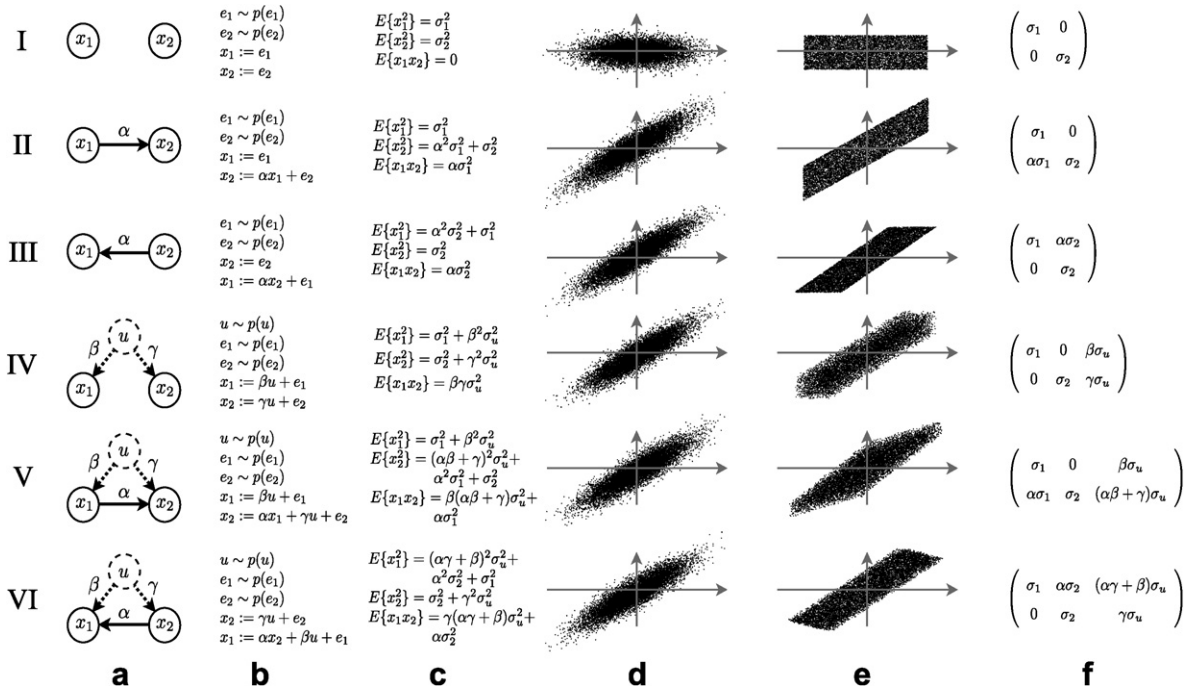 I
x₁ x₂
e₁ ∼ p(e₁)
e₂ ∼ p(e₂)
x₁ := e₁
x₂ := e₂
E{x₁²} = σ₁²
E{x₂²} = σ₂²
E{x₁x₂} = 0
σ₁ 0
0 σ₂
II
x₁ α x₂
e₁ ∼ p(e₁)
e₂ ∼ p(e₂)
x₁ := e₁
x₂ := αx₁ + e₂
E{x₁²} = σ₁²
E{x₂²} = α²σ₁² + σ₂²
E{x₁x₂} = ασ₁²
σ₁ 0
ασ₁ σ₂
III
x₁ α x₂
e₁ ∼ p(e₁)
e₂ ∼ p(e₂)
x₂ := e₂
x₁ := αx₂ + e₁
E{x₁²} = α²σ₂² + σ₁²
E{x₂²} = σ₂²
E{x₁x₂} = ασ₂²
σ₁ ασ₂
0 σ₂
IV
u
β γ
x₁ x₂
u ∼ p(u)
e₁ ∼ p(e₁)
e₂ ∼ p(e₂)
x₁ := βu + e₁
x₂ := γu + e₂
E{x₁²} = σ₁² + β²σᵤ²
E{x₂²} = σ₂² + γ²σᵤ²
E{x₁x₂} = βγσᵤ²
σ₁ 0 βσᵤ
0 σ₂ γσᵤ
V
u
β γ
x₁ α x₂
u ∼ p(u)
e₁ ∼ p(e₁)
e₂ ∼ p(e₂)
x₁ := βu + e₁
x₂ := αx₁ + γu + e₂
E{x₁²} = σ₁² + β²σᵤ²
E{x₂²} = (αβ + γ)²σᵤ²+
α²σ₁² + σ₂²
E{x₁x₂} = β(αβ + γ)σᵤ²+
ασ₁²
σ₁ 0 βσᵤ
ασ₁ σ₂ (αβ + γ)σᵤ
VI
u
β γ
x₁ α x₂
u ∼ p(u)
e₁ ∼ p(e₁)
e₂ ∼ p(e₂)
x₂ := γu + e₂
x₁ := αx₂ + βu + e₁
E{x₁²} = (αγ + β)²σᵤ²+
α²σ₂² + σ₁²
E{x₂²} = σ₂² + γ²σᵤ²
E{x₁x₂} = γ(αγ + β)σᵤ²+
ασ₂²
σ₁ ασ₂ (αγ + β)σᵤ
0 σ₂ γσᵤ
a b c d e f